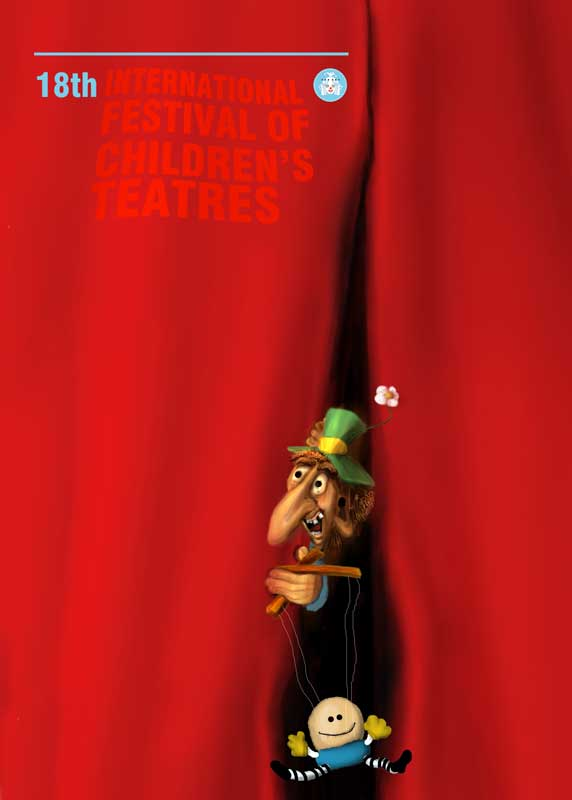 18th INTERNATIONAL
FESTIVAL OF
CHILDREN'S
TEATRES